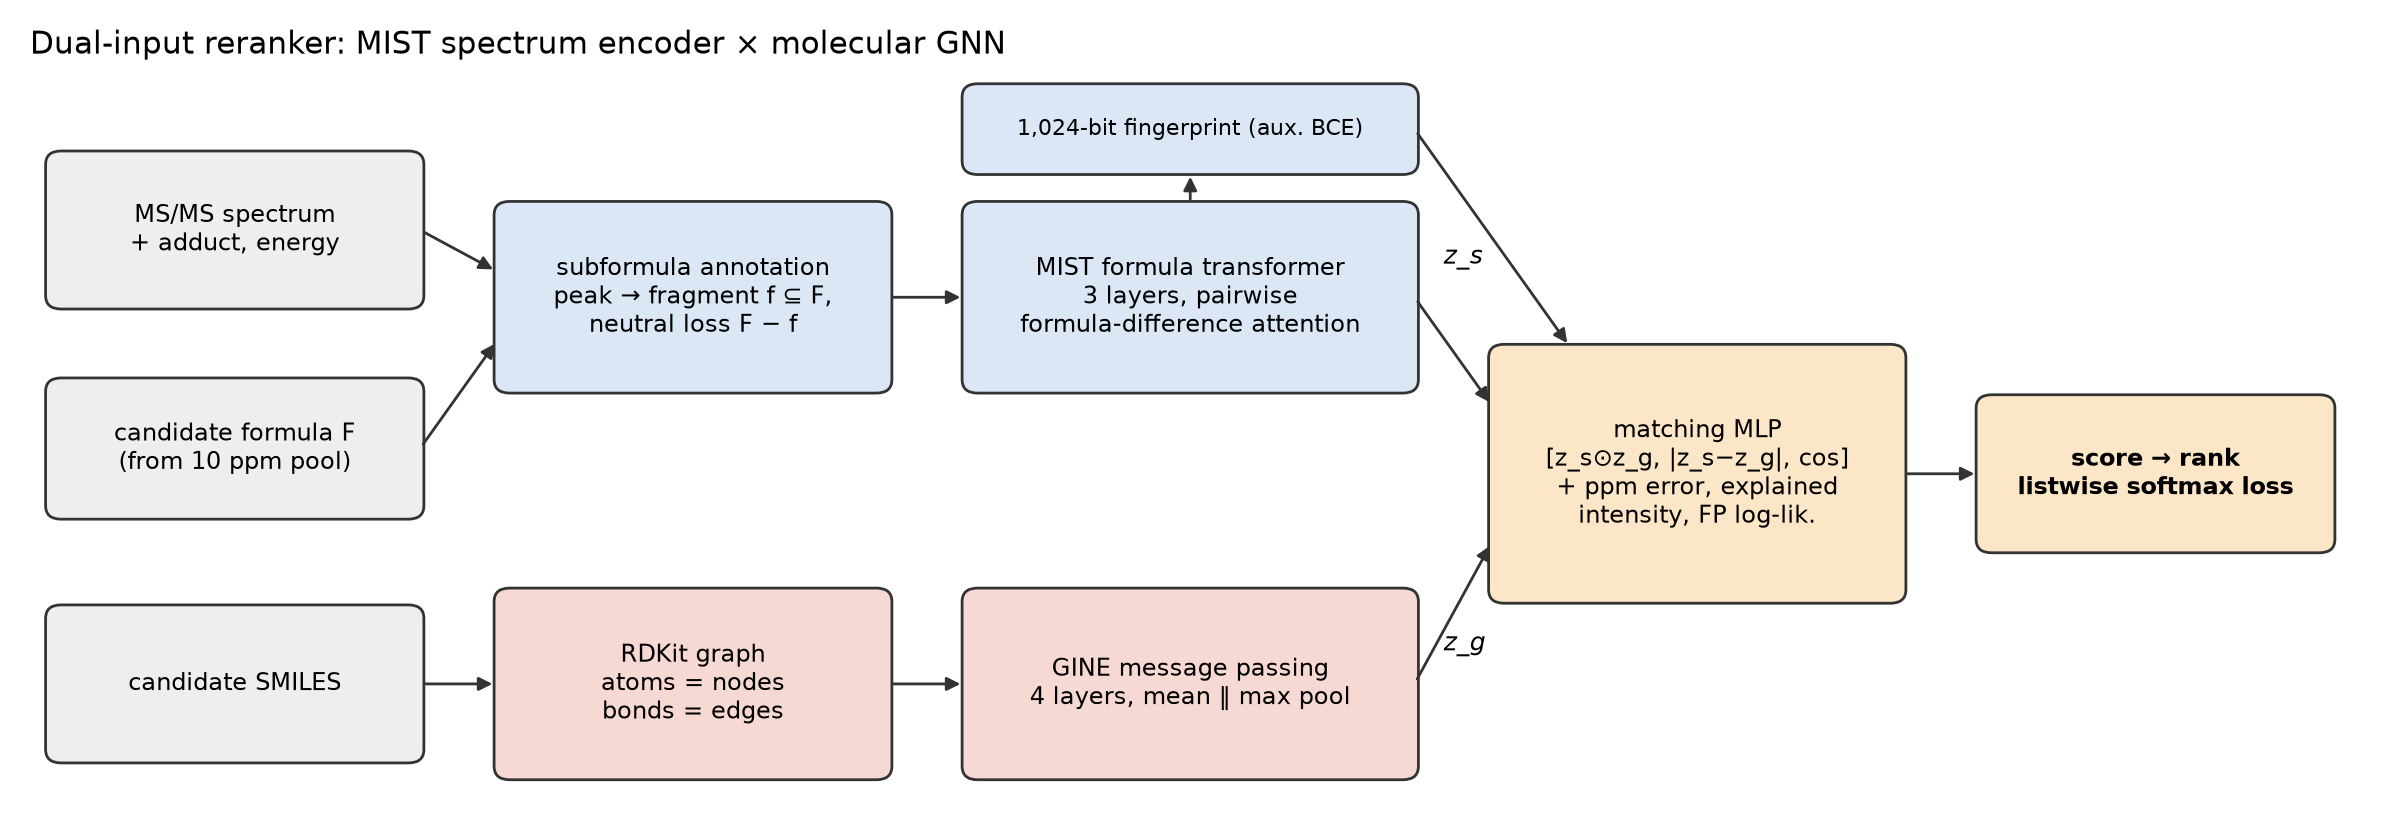 Dual-input reranker: MIST spectrum encoder × molecular GNN
MS/MS spectrum
+ adduct, energy
candidate formula F
(from 10 ppm pool)
candidate SMILES
subformula annotation
peak → fragment f ⊆ F,
neutral loss F − f
RDKit graph
atoms = nodes
bonds = edges
1,024-bit fingerprint (aux. BCE)
MIST formula transformer
3 layers, pairwise
formula-difference attention
GINE message passing
4 layers, mean ∥ max pool
z_s
z_g
matching MLP
[z_s⊙z_g, |z_s−z_g|, cos]
+ ppm error, explained
intensity, FP log-lik.
score → rank
listwise softmax loss